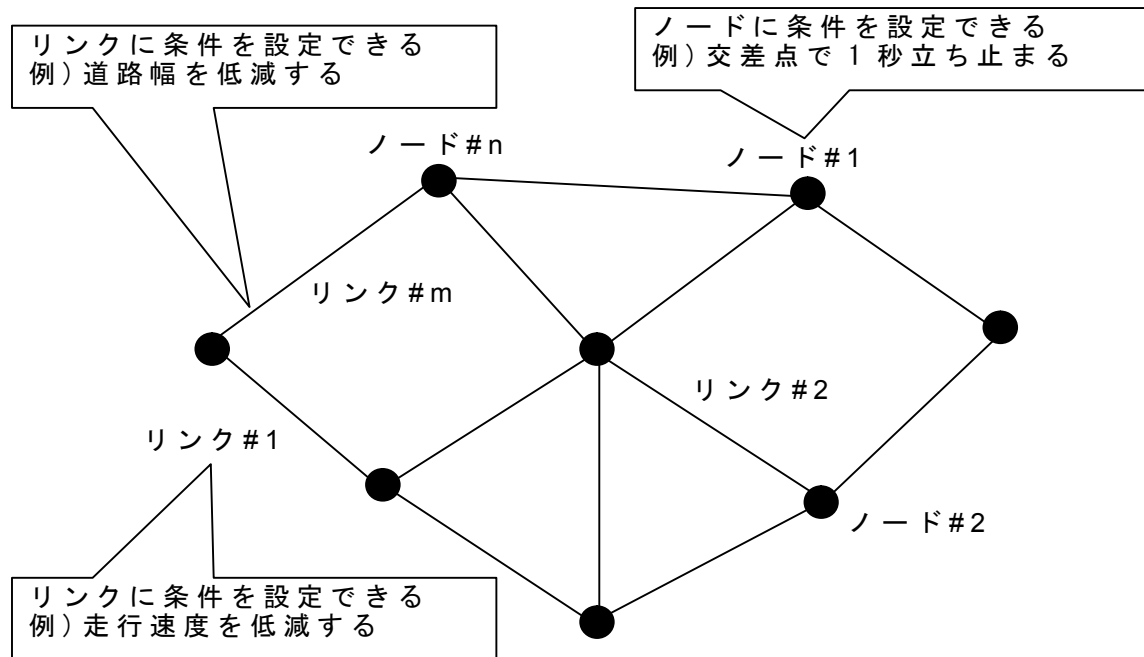 リンクに条件を設定できる
例)道路幅を低減する
ノードに条件を設定できる
例)交差点で1秒立ち止まる
ノード#n
ノード#1
リンク#m
リンク#2
リンク#1
ノード#2
リンクに条件を設定できる
例)走行速度を低減する